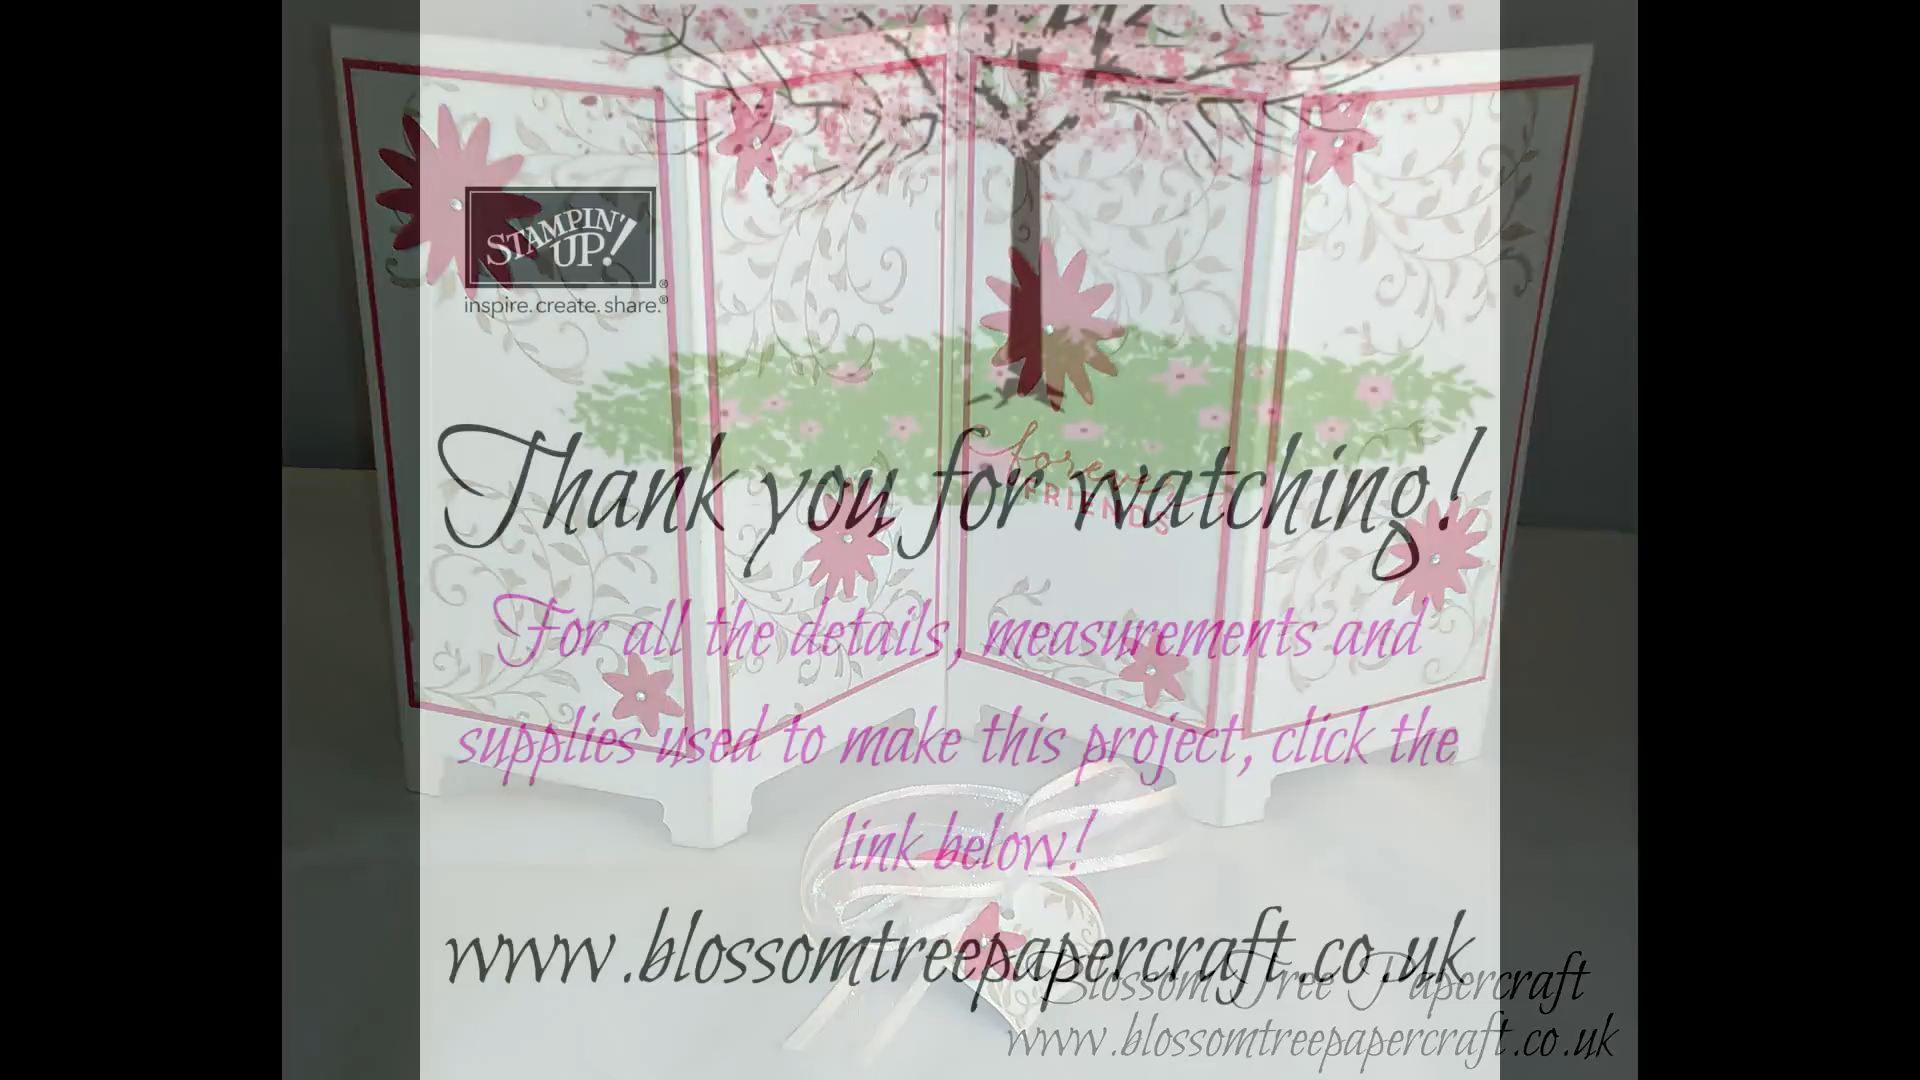 STAMPIN' UP!®
inspire. create. share.®
forever
FRIENDS
Thank you for watching!
For all the details, measurements and
supplies used to make this project, click the
link below!
www.blossomtreepapercraft.co.uk
Blossom Tree Papercraft
www.blossomtreepapercraft.co.uk